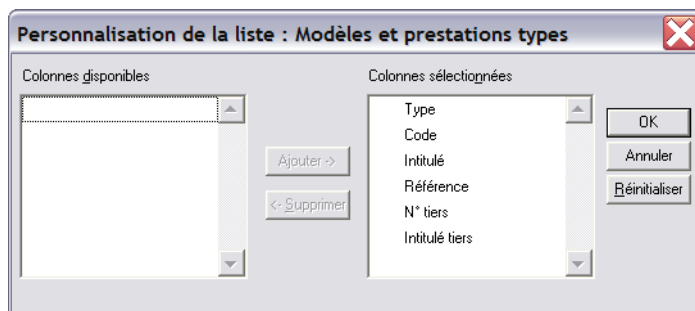 Personnalisation de la liste : Modèles et prestations types
Colonnes disponibles
Colonnes sélectionnées
Type
Code
Intitulé
Référence
N° tiers
Intitulé tiers
Ajouter ->
<- Supprimer
OK
Annuler
Réinitialiser